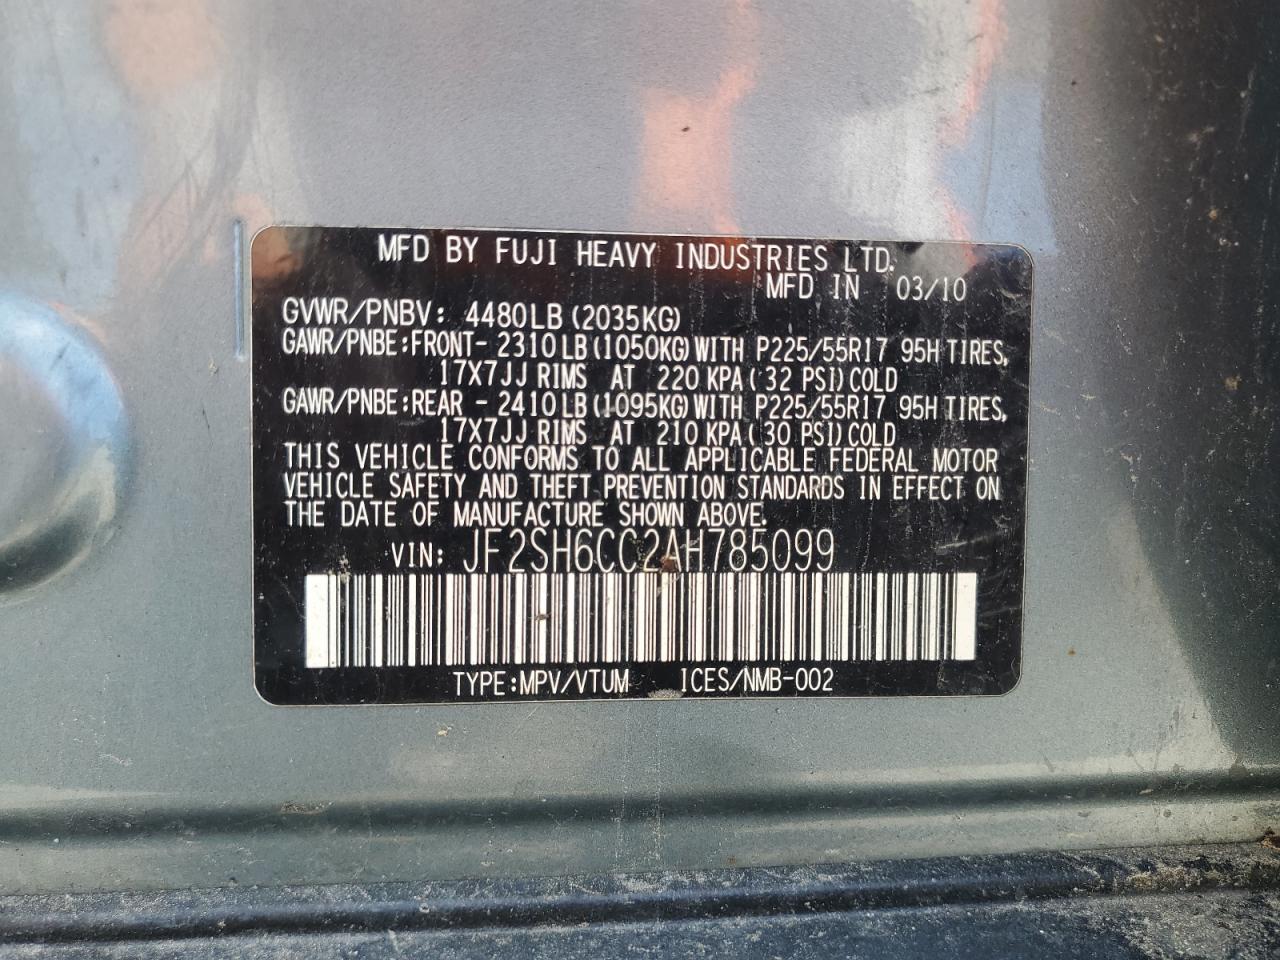 MFD BY FUJI HEAVY INDUSTRIES LTD.
MFD IN 03/10
GVWR/PNBV: 4480LB(2035KG)
GAWR/PNBE:FRONT- 2310LB(1050KG)WITH P225/55R17 95H TIRES,
17X7JJ RIMS AT 220 KPA(32 PSI)COLD
GAWR/PNBE:REAR - 2410LB(1095KG)WITH P225/55R17 95H TIRES,
17X7JJ RIMS AT 210 KPA(30 PSI)COLD
THIS VEHICLE CONFORMS TO ALL APPLICABLE FEDERAL MOTOR
VEHICLE SAFETY AND THEFT PREVENTION STANDARDS IN EFFECT ON
THE DATE OF MANUFACTURE SHOWN ABOVE.
VIN: JF2SH6CC2AH785099
TYPE:MPV/VTUM ICES/NMB-002